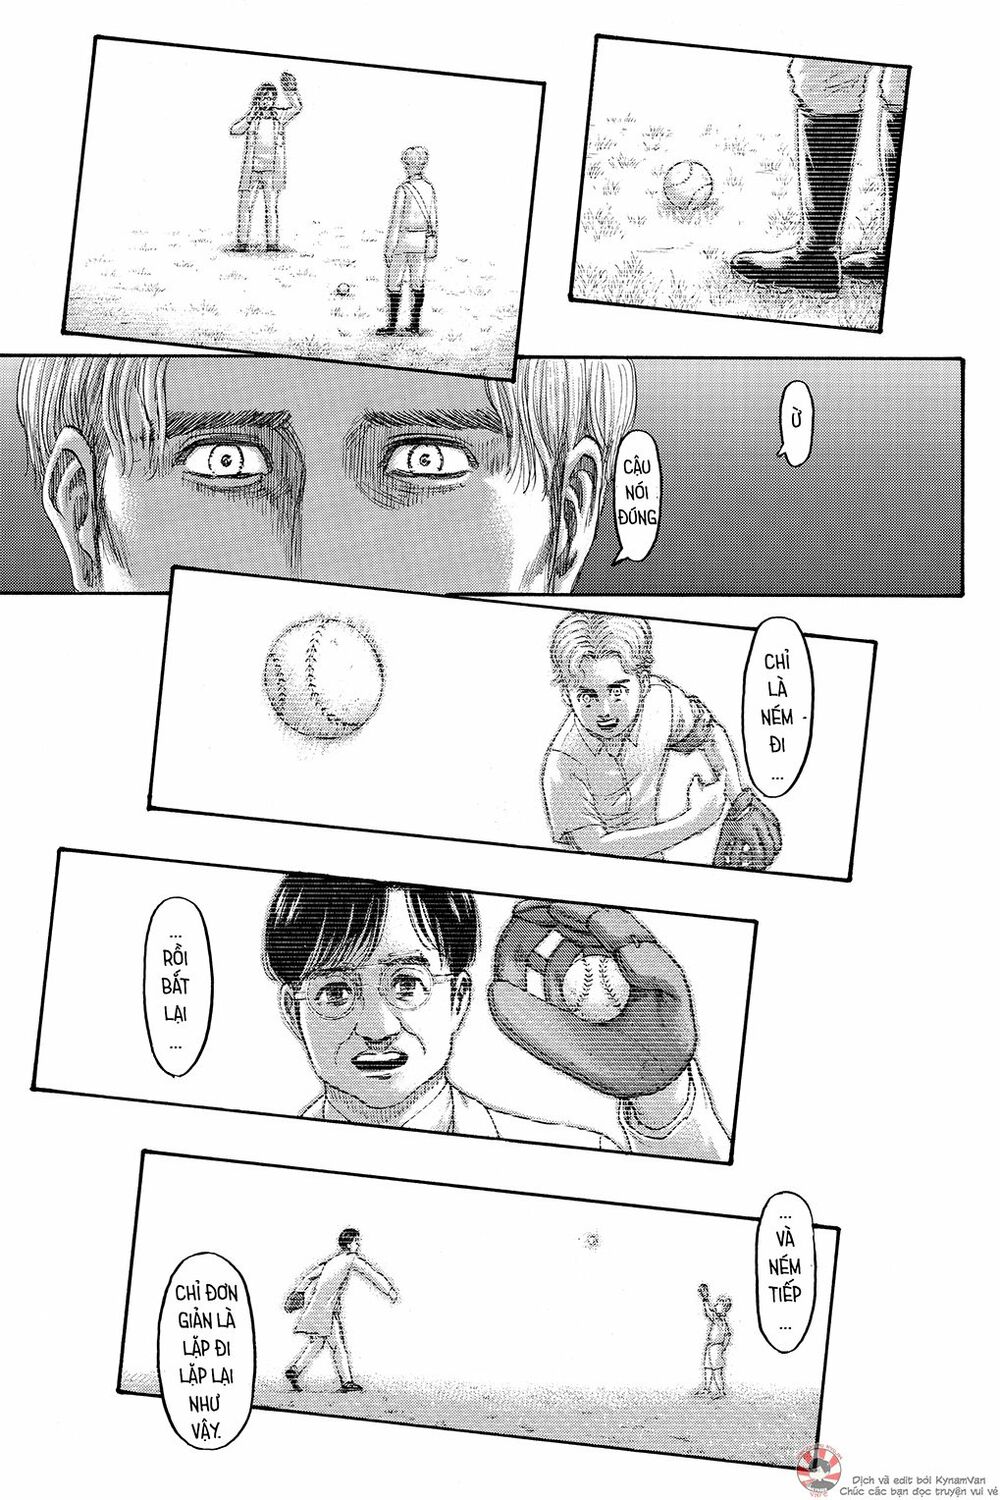 Ừ
CẬU
NÓI
ĐÚNG
CHỈ
LÀ
NÉM
ĐI
...
...
RỒI
BẮT
LẠI
...
...
VÀ
NÉM
TIẾP
...
CHỈ ĐƠN
GIẢN LÀ
LẶP ĐI
LẶP LẠI
NHƯ
VẬY.
Dịch và edit bởi KynamVan
Chúc các bạn đọc truyện vui vẻ